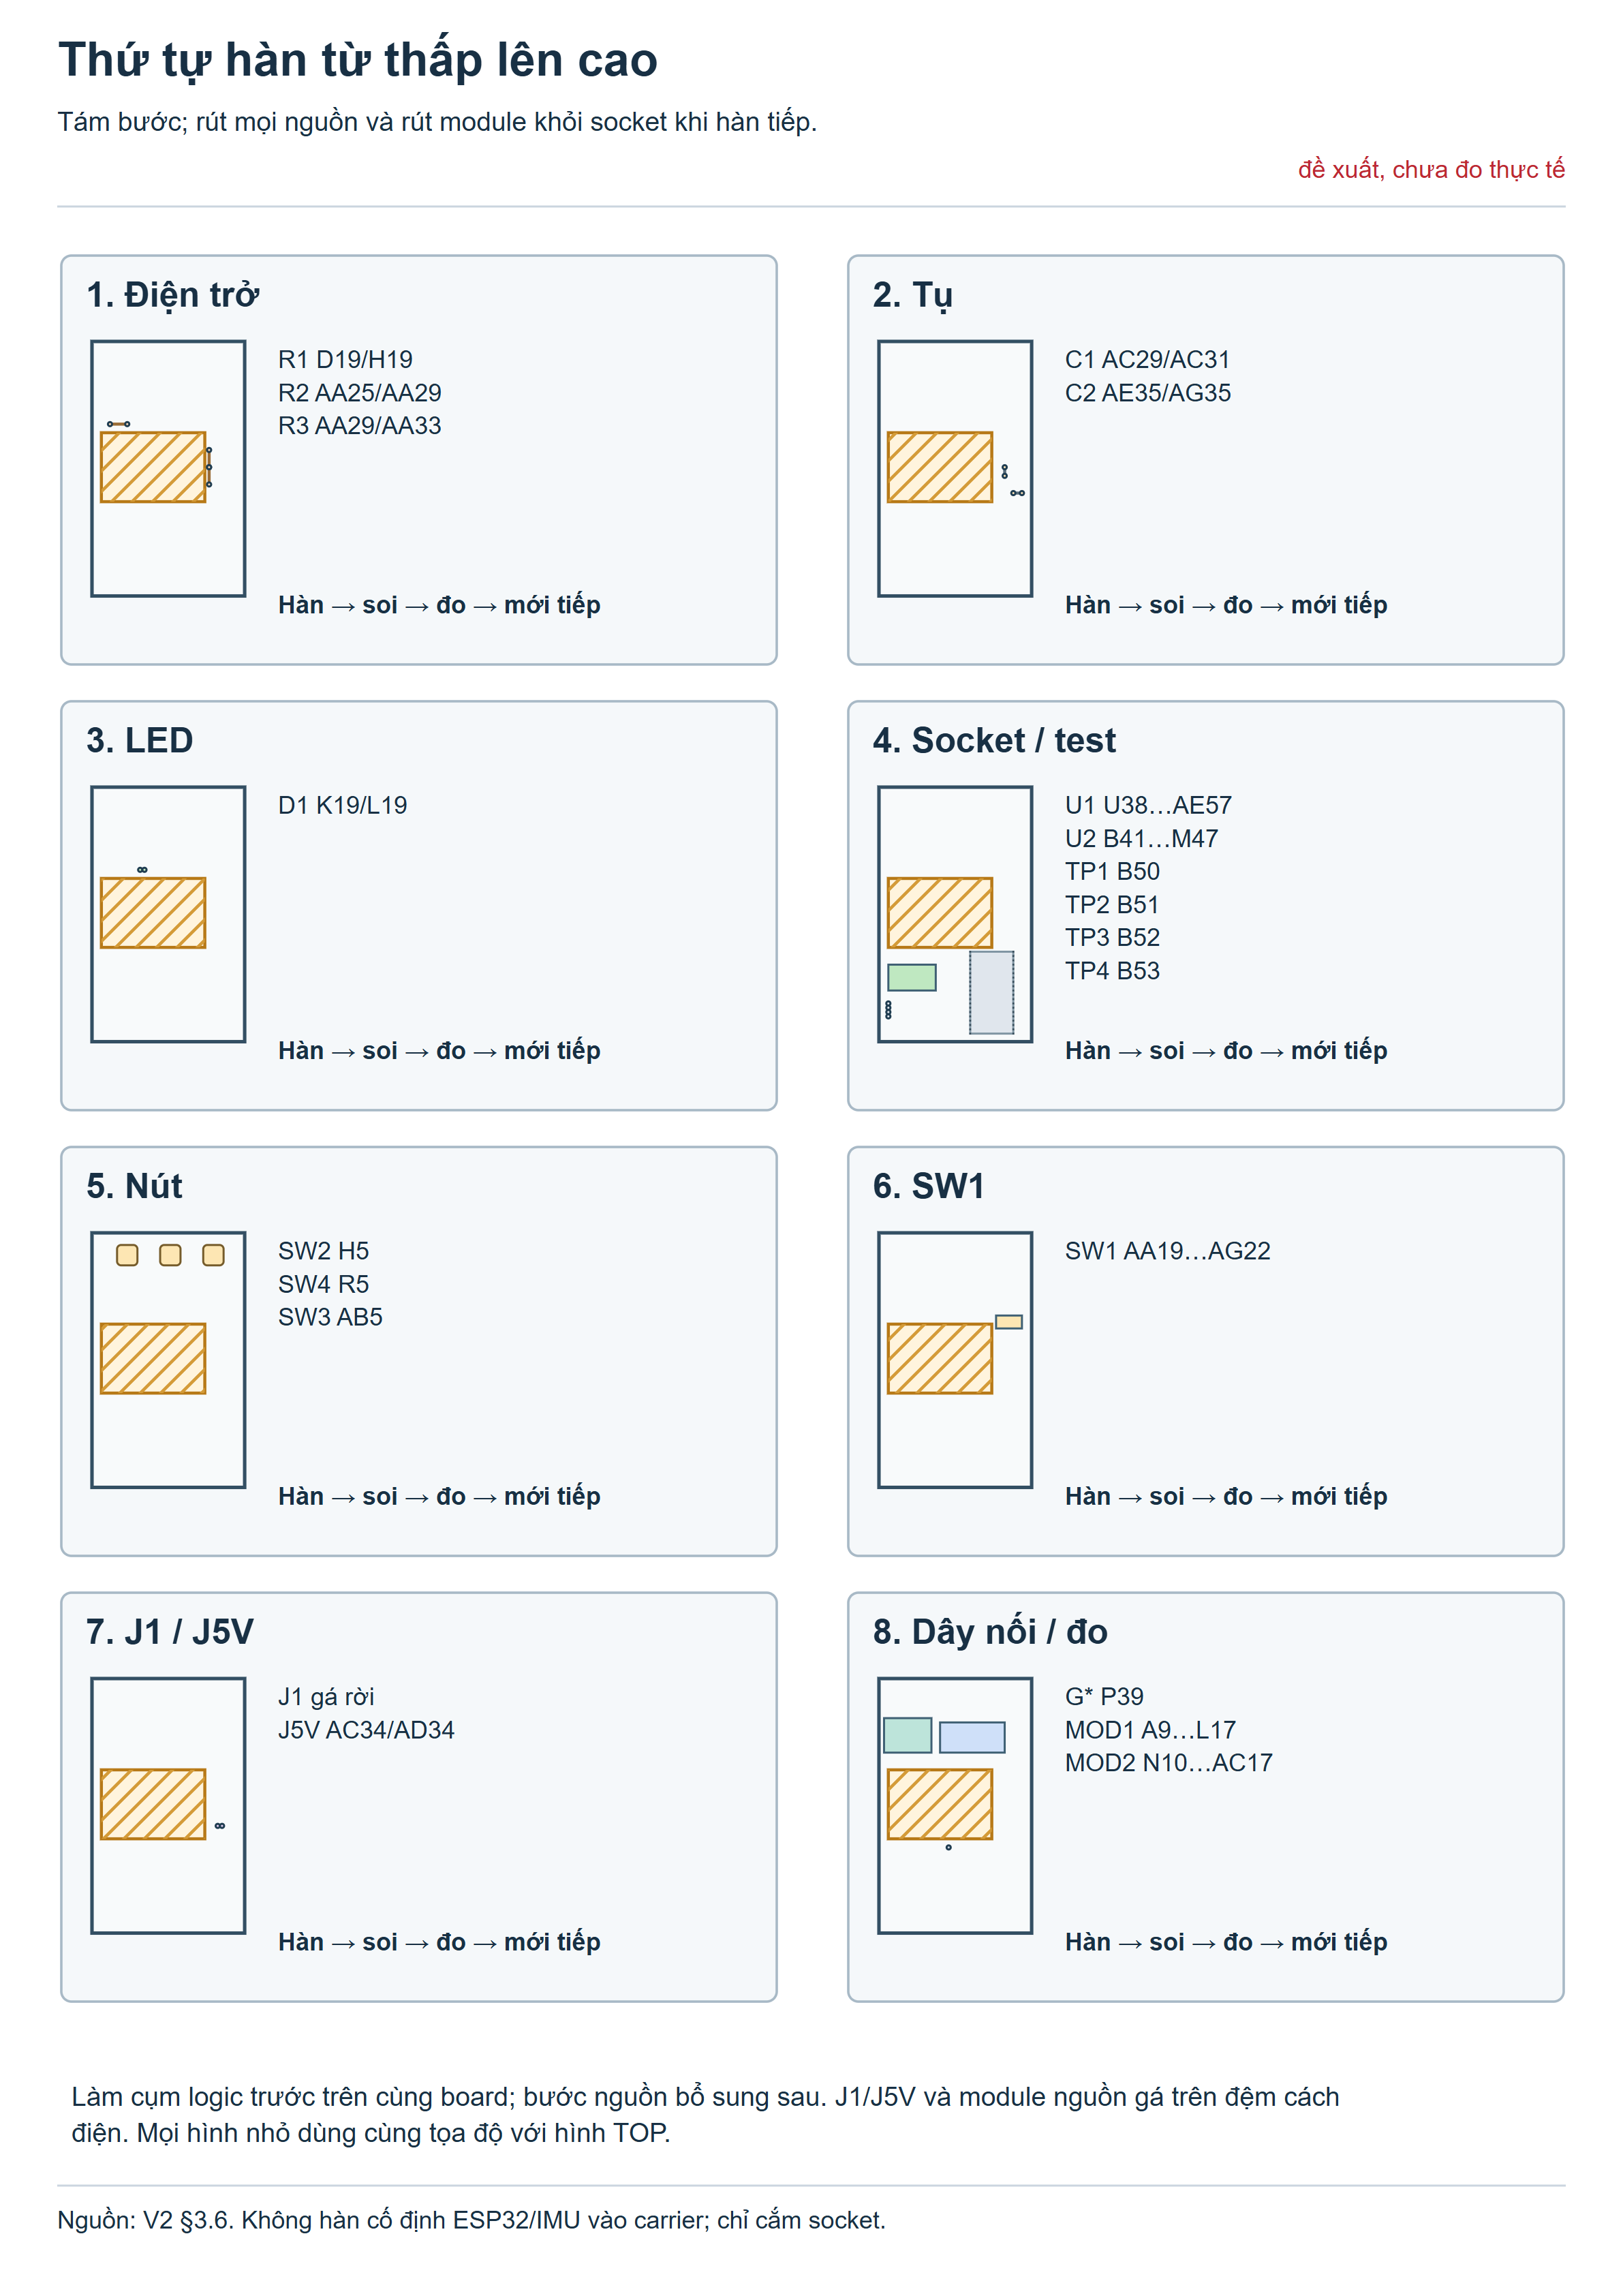 Thứ tự hàn từ thấp lên cao
Tám bước; rút mọi nguồn và rút module khỏi socket khi hàn tiếp.
đề xuất, chưa đo thực tế
1. Điện trở
R1 D19/H19
R2 AA25/AA29
R3 AA29/AA33
Hàn → soi → đo → mới tiếp
2. Tụ
C1 AC29/AC31
C2 AE35/AG35
Hàn → soi → đo → mới tiếp
3. LED
D1 K19/L19
Hàn → soi → đo → mới tiếp
4. Socket / test
U1 U38…AE57
U2 B41…M47
TP1 B50
TP2 B51
TP3 B52
TP4 B53
Hàn → soi → đo → mới tiếp
5. Nút
SW2 H5
SW4 R5
SW3 AB5
Hàn → soi → đo → mới tiếp
6. SW1
SW1 AA19…AG22
Hàn → soi → đo → mới tiếp
7. J1 / J5V
J1 gá rời
J5V AC34/AD34
Hàn → soi → đo → mới tiếp
8. Dây nối / đo
G* P39
MOD1 A9…L17
MOD2 N10…AC17
Hàn → soi → đo → mới tiếp
Làm cụm logic trước trên cùng board; bước nguồn bổ sung sau. J1/J5V và module nguồn gá trên đệm cách
điện. Mọi hình nhỏ dùng cùng tọa độ với hình TOP.
Nguồn: V2 §3.6. Không hàn cố định ESP32/IMU vào carrier; chỉ cắm socket.